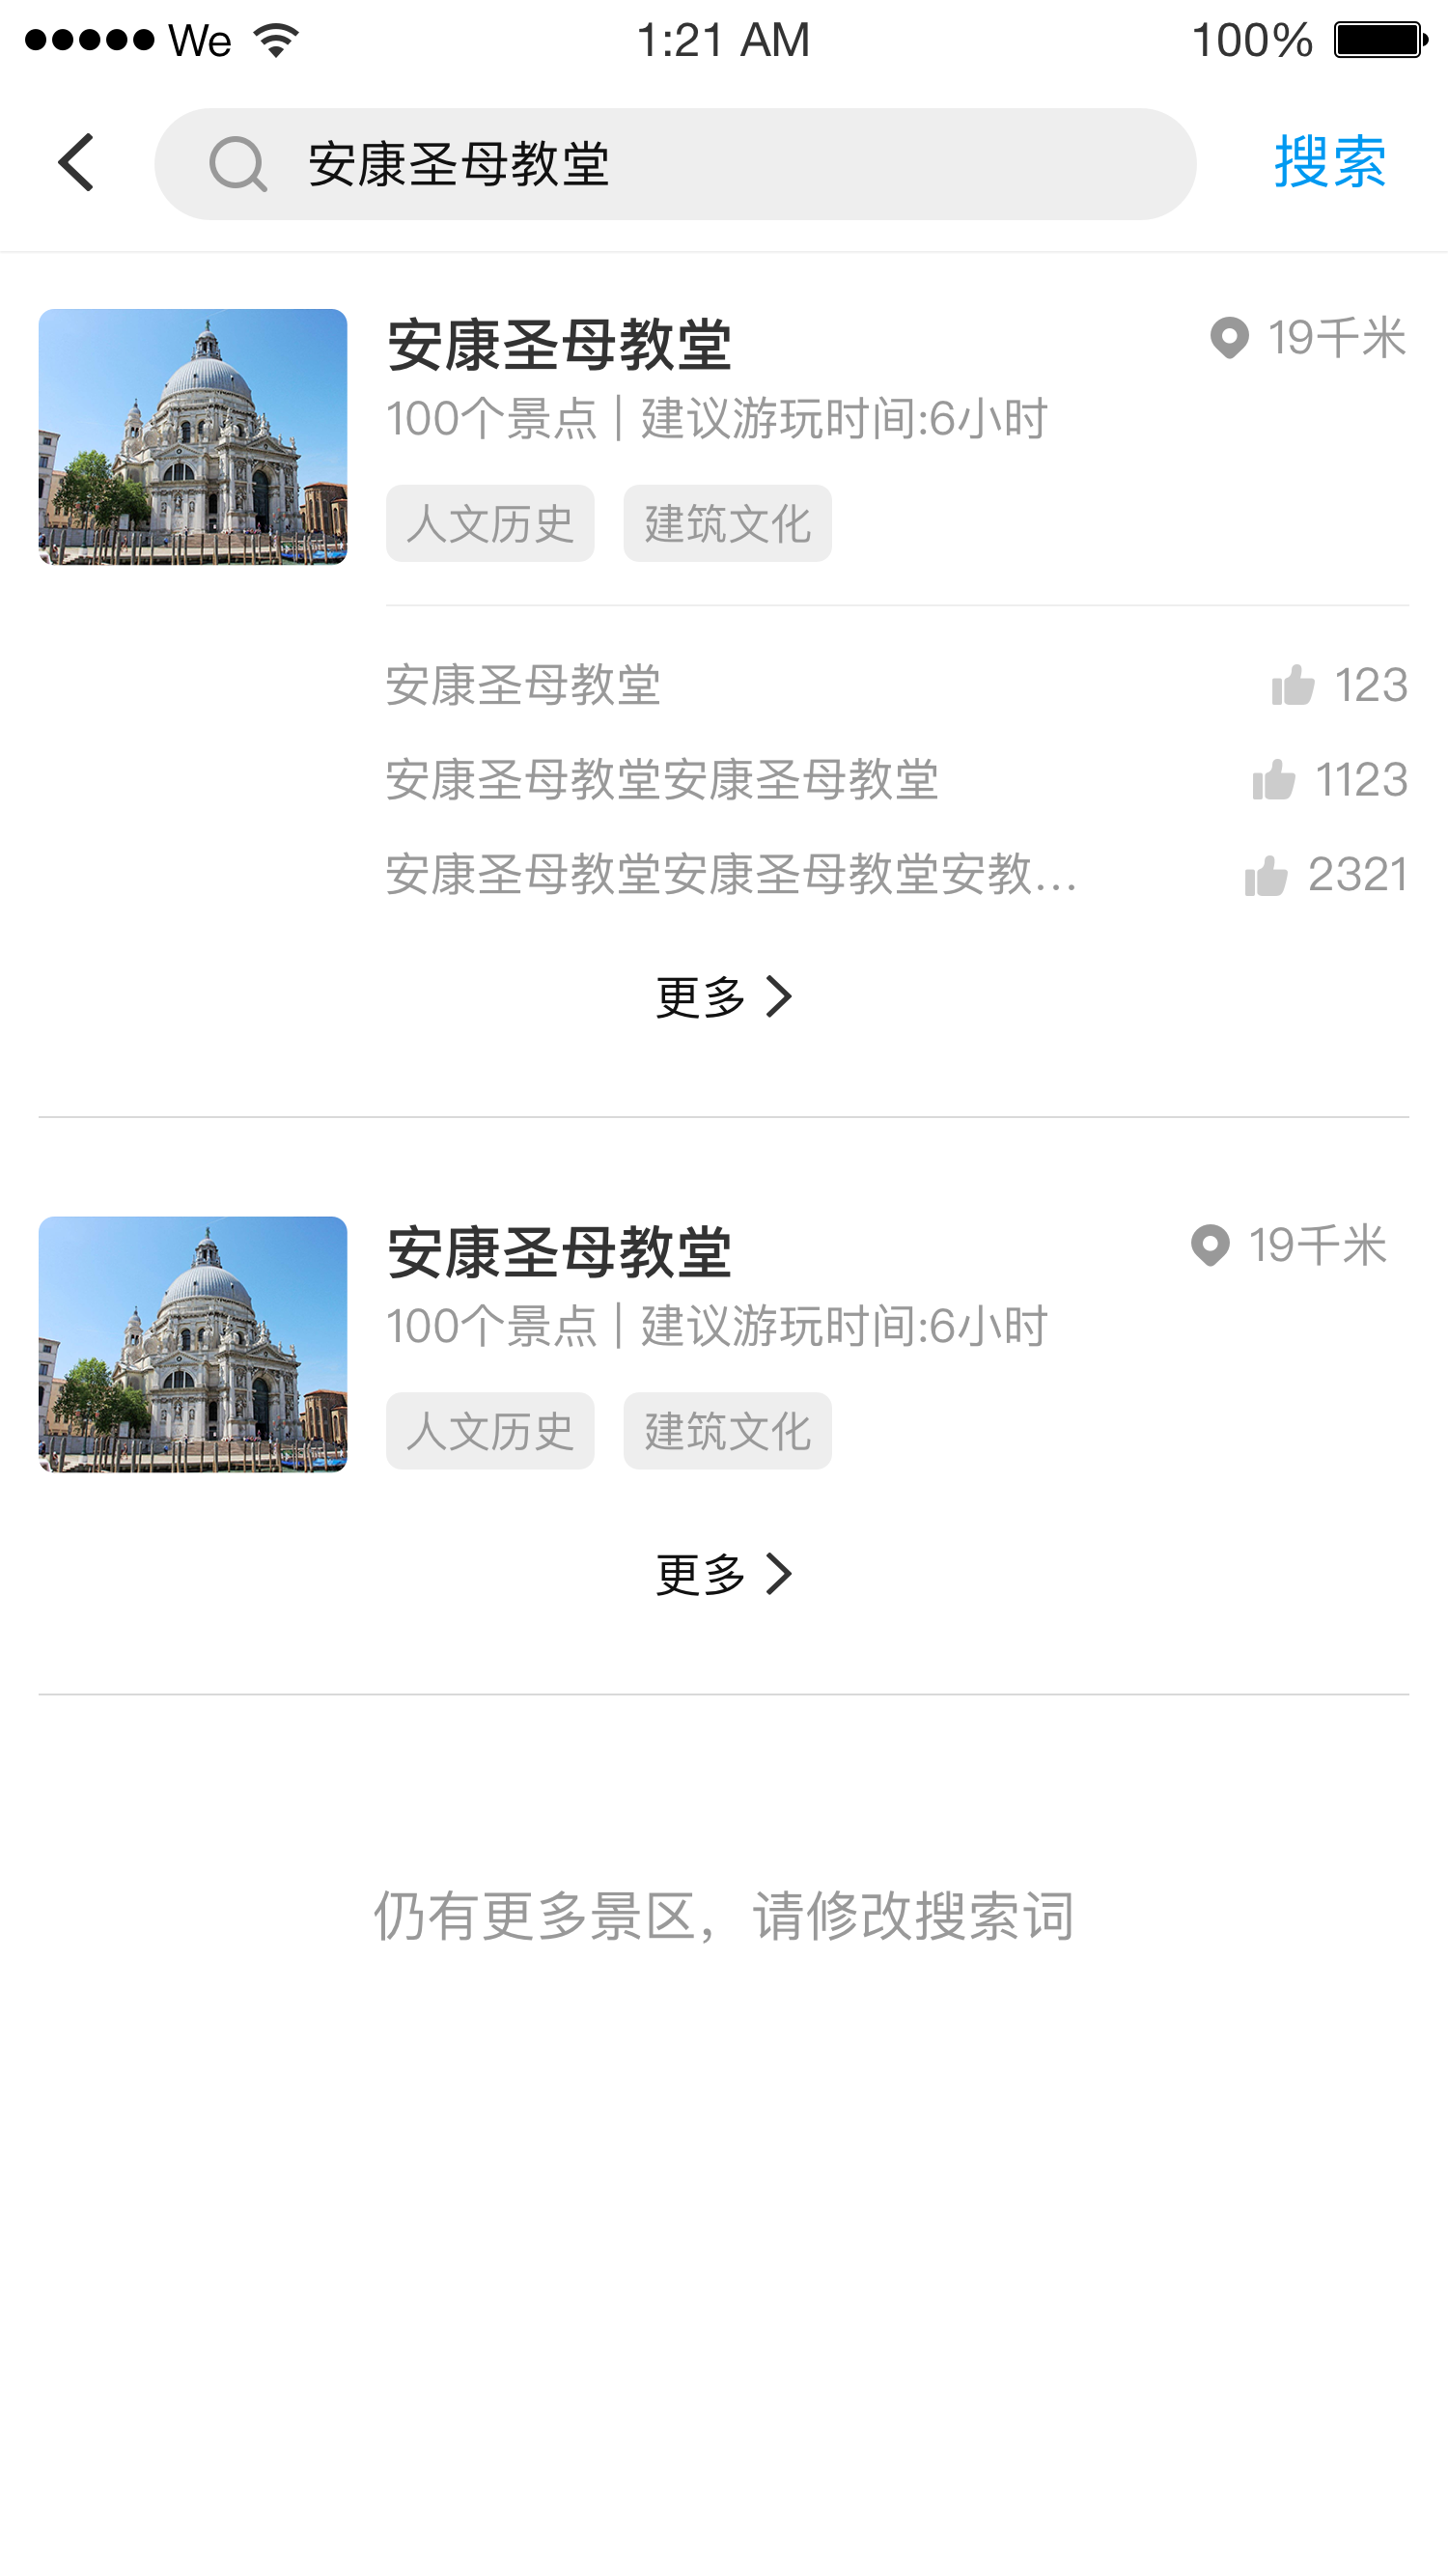 We 1:21 AM 100%
安康圣母教堂 搜索
安康圣母教堂 19千米
100个景点 | 建议游玩时间:6小时
人文历史 建筑文化
安康圣母教堂 123
安康圣母教堂安康圣母教堂 1123
安康圣母教堂安康圣母教堂安教... 2321
更多
安康圣母教堂 19千米
100个景点 | 建议游玩时间:6小时
人文历史 建筑文化
更多
仍有更多景区，请修改搜索词